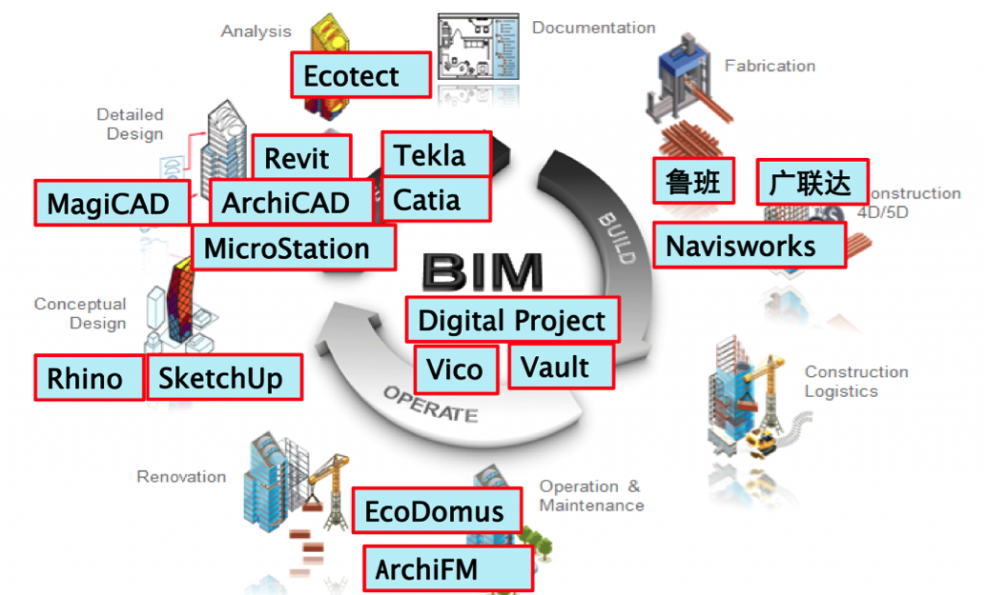 Analysis
Documentation
Ecotect
Fabrication
Detailed
Design
Revit
Tekla
MagiCAD
ArchiCAD
Catia
MicroStation
鲁班
广联达
onstruction
4D/5D
Navisworks
BUILD
BIM
Conceptual
Design
Digital Project
Rhino
SketchUp
Vico
Vault
OPERATE
Construction
Logistics
Renovation
Operation &
Maintenance
EcoDomus
ArchiFM